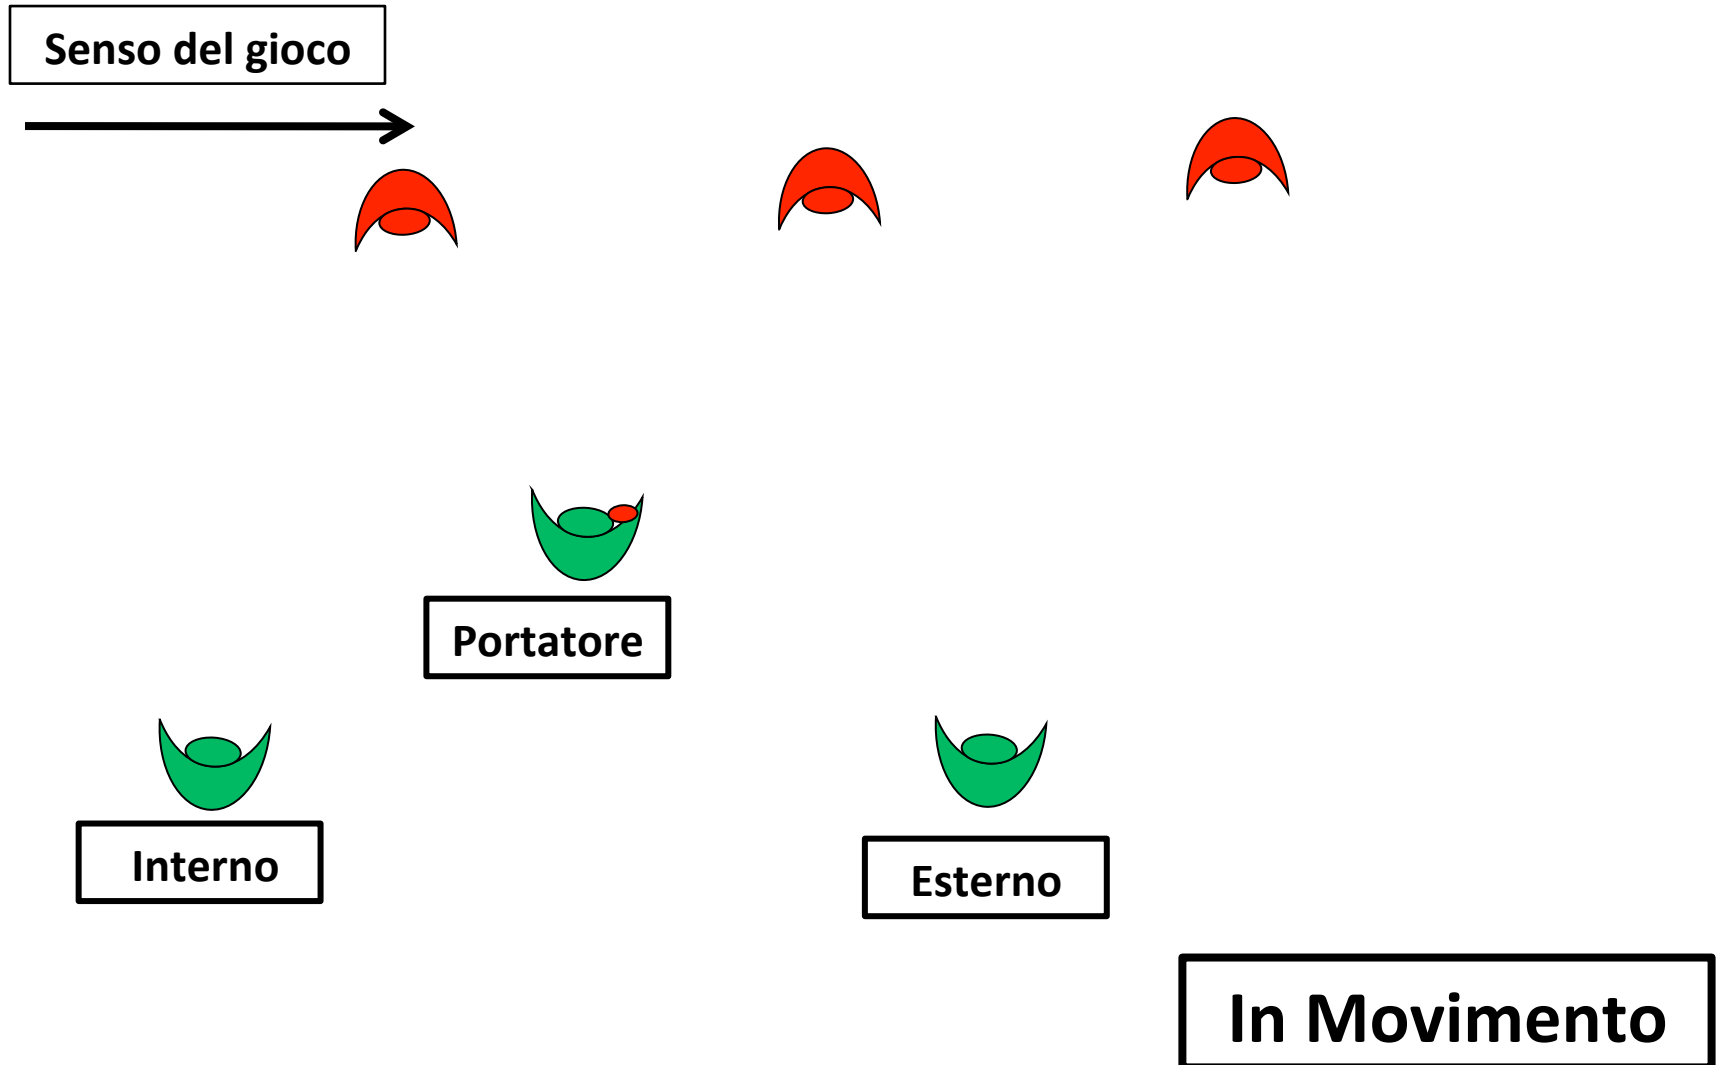 Senso del gioco
Portatore
Interno
Esterno
In Movimento